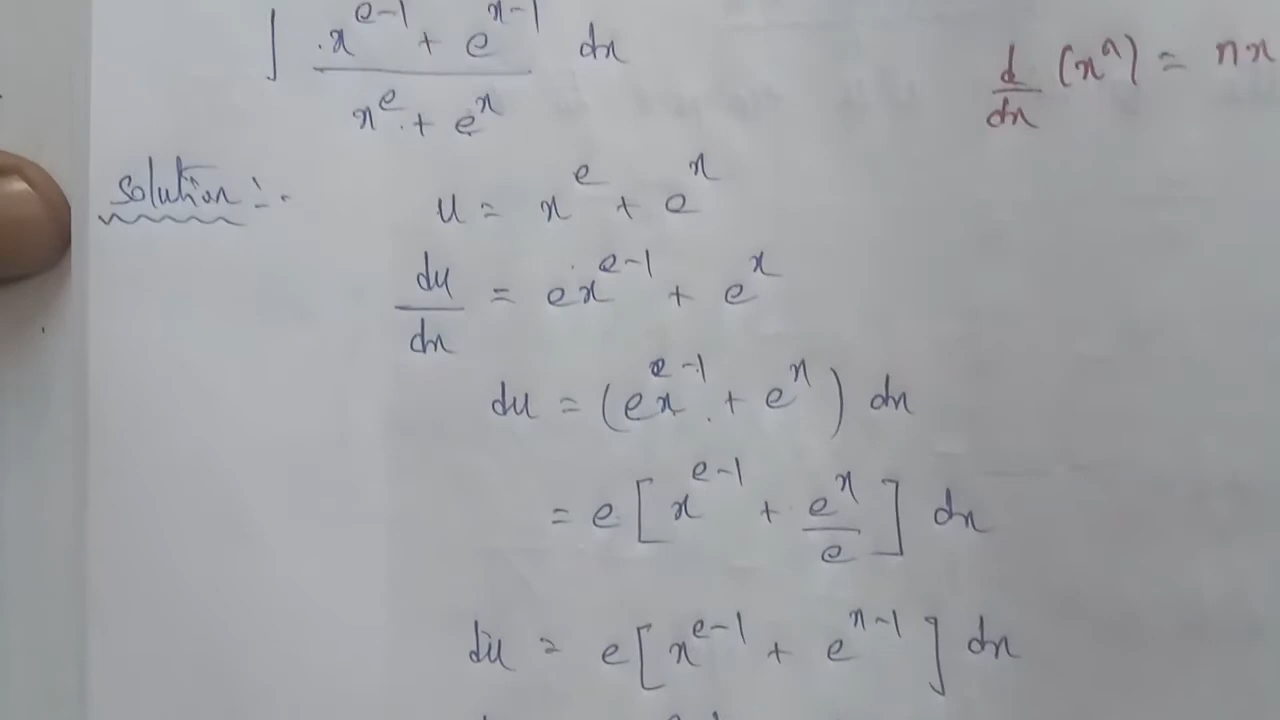 ∫ (x^(e-1) + e^(x-1)) / (x^e + e^x) dx
d/dx (x^n) = nx
Solution :-
u = x^e + e^x
du/dx = ex^(e-1) + e^x
du = (ex^(e-1) + e^x) dx
= e[x^(e-1) + e^x/e] dx
du = e[x^(e-1) + e^(x-1)] dx